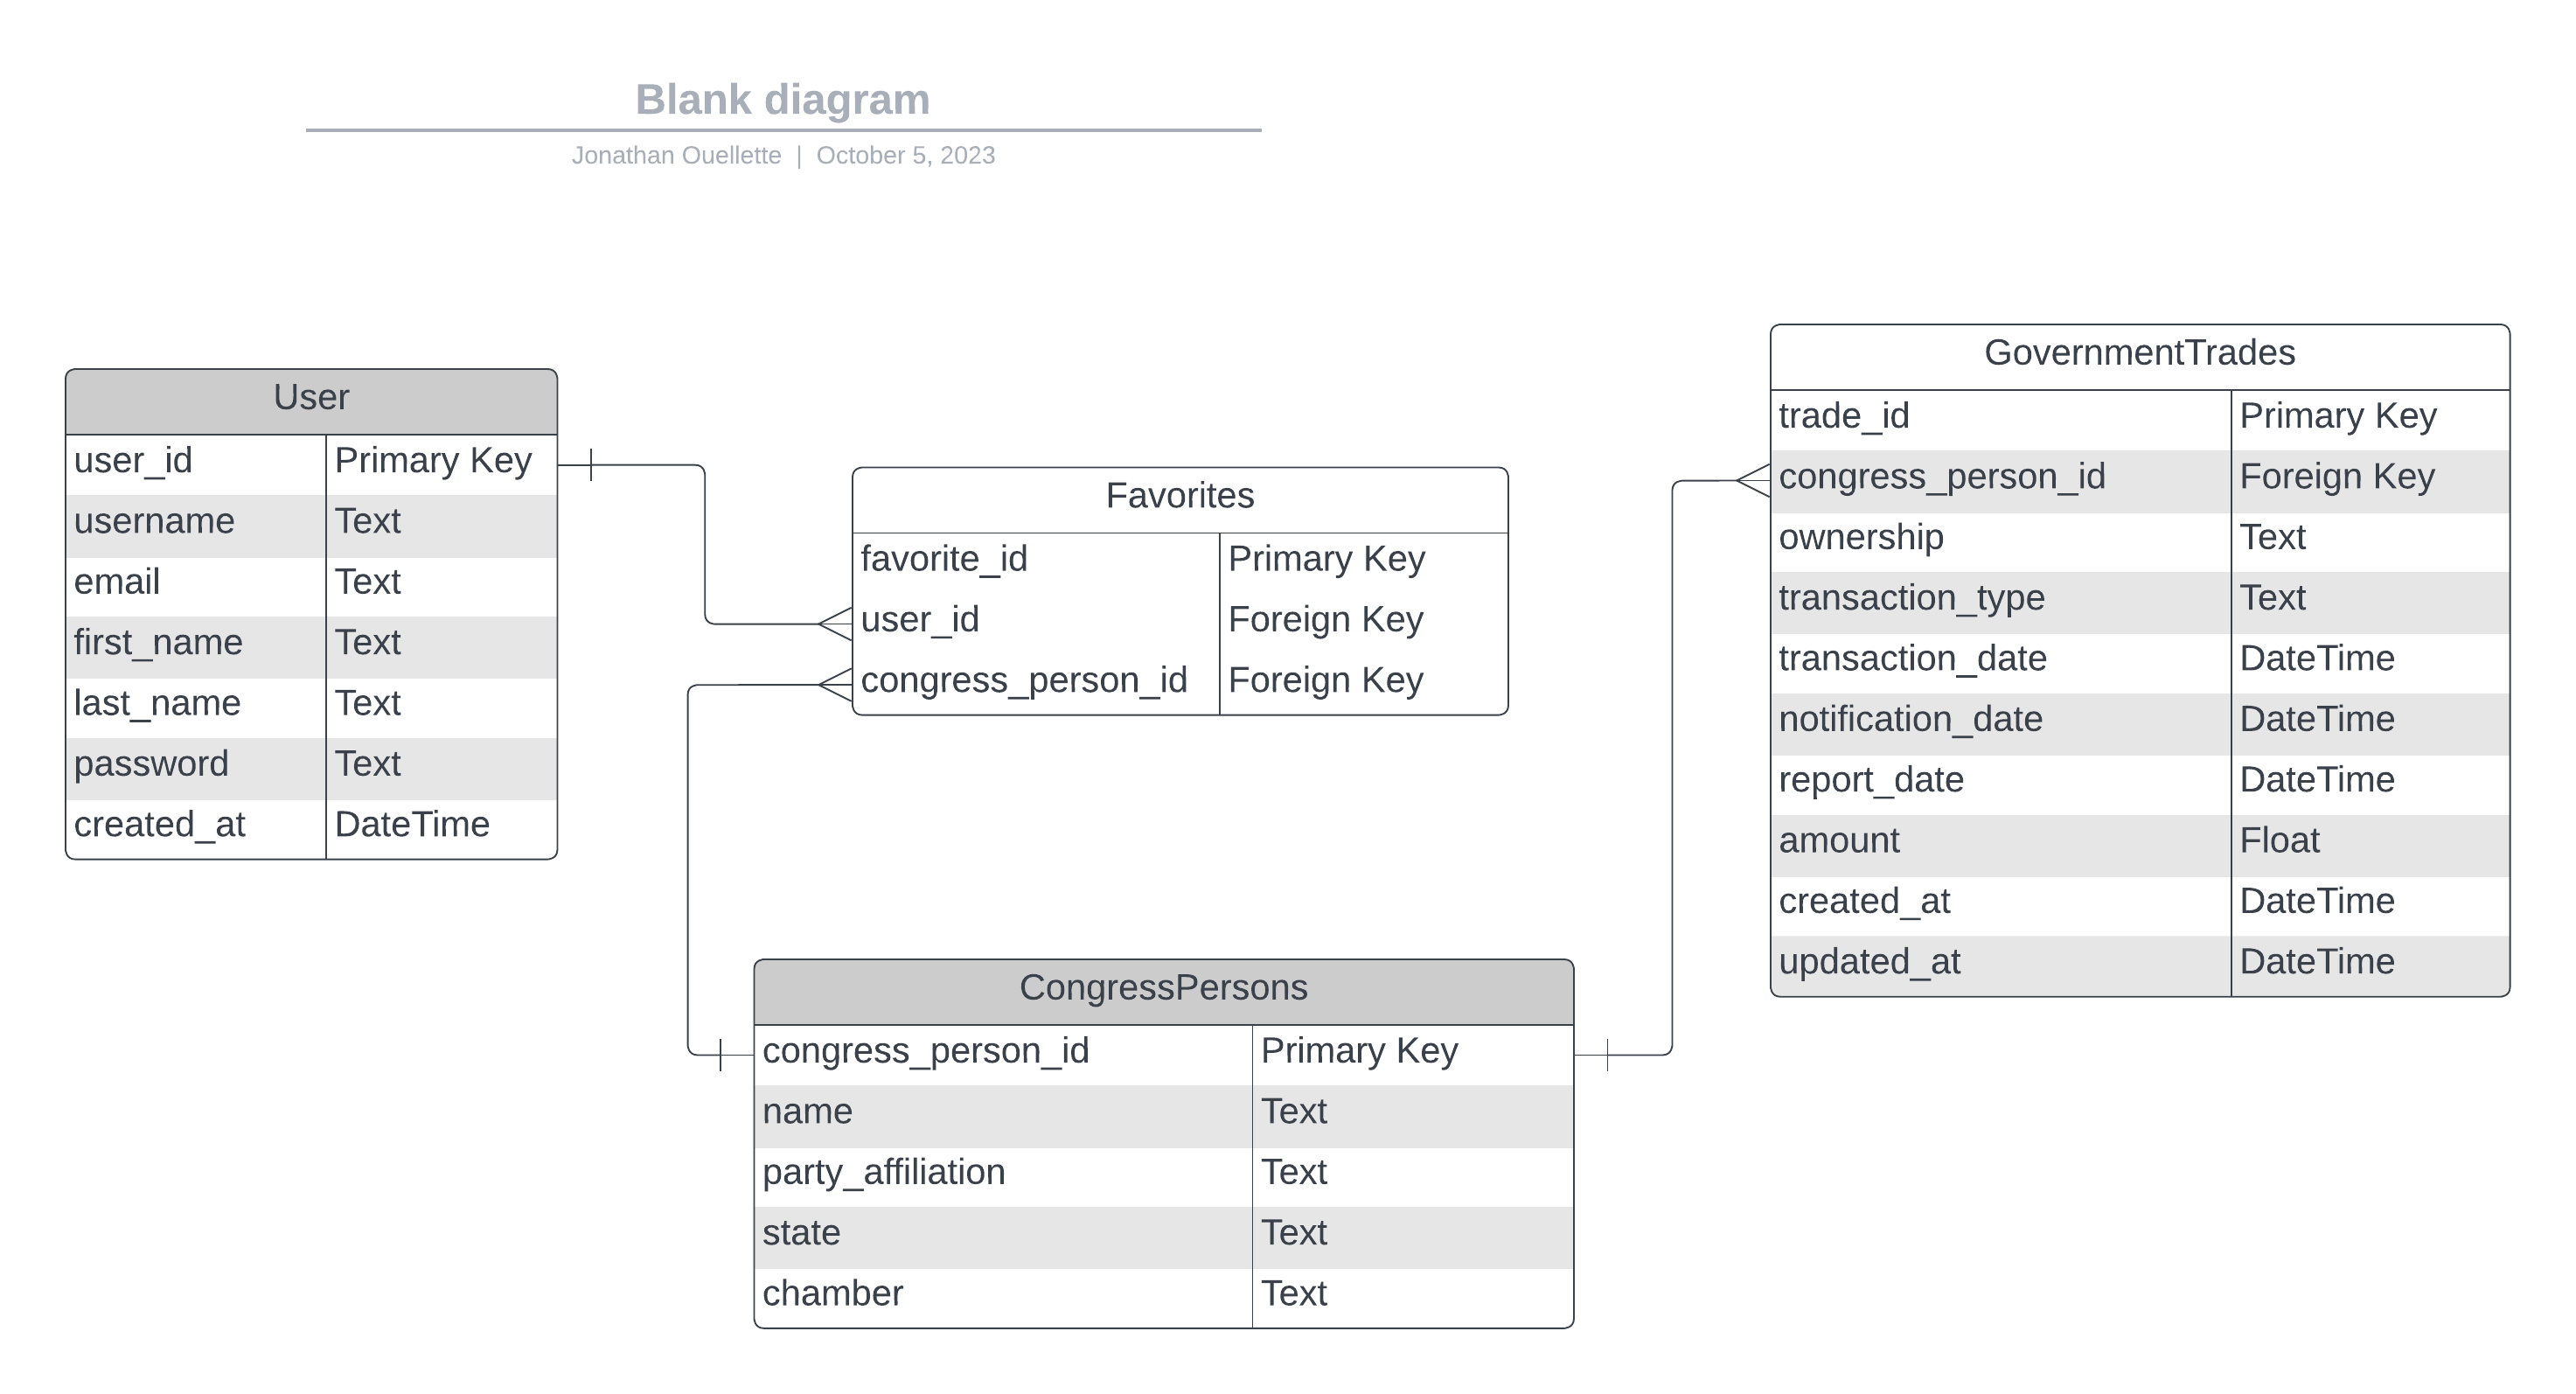 Blank diagram
Jonathan Ouellette | October 5, 2023
User
user_id Primary Key
username Text
email Text
first_name Text
last_name Text
password Text
created_at DateTime
Favorites
favorite_id Primary Key
user_id Foreign Key
congress_person_id Foreign Key
CongressPersons
congress_person_id Primary Key
name Text
party_affiliation Text
state Text
chamber Text
GovernmentTrades
trade_id Primary Key
congress_person_id Foreign Key
ownership Text
transaction_type Text
transaction_date DateTime
notification_date DateTime
report_date DateTime
amount Float
created_at DateTime
updated_at DateTime